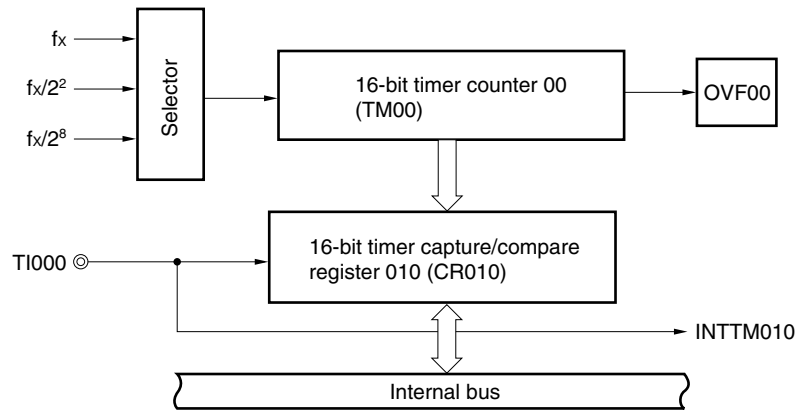 fx
fx/2²
fx/2⁸
Selector
16-bit timer counter 00
(TM00)
OVF00
TI000
16-bit timer capture/compare
register 010 (CR010)
INTTM010
Internal bus